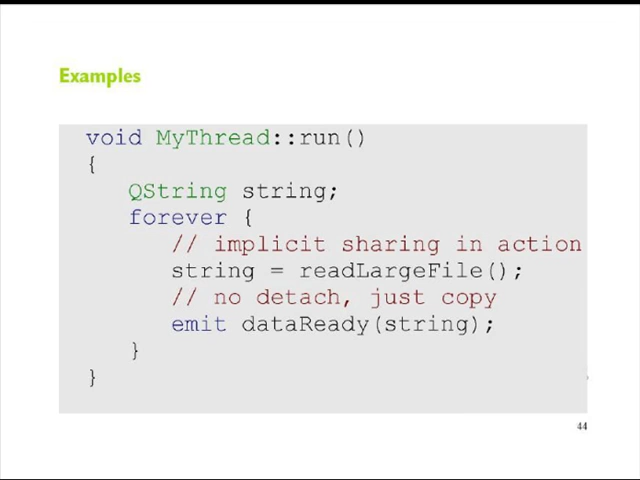 Examples
void MyThread::run()
{
QString string;
forever {
// implicit sharing in action
string = readLargeFile();
// no detach, just copy
emit dataReady(string);
}
}
44